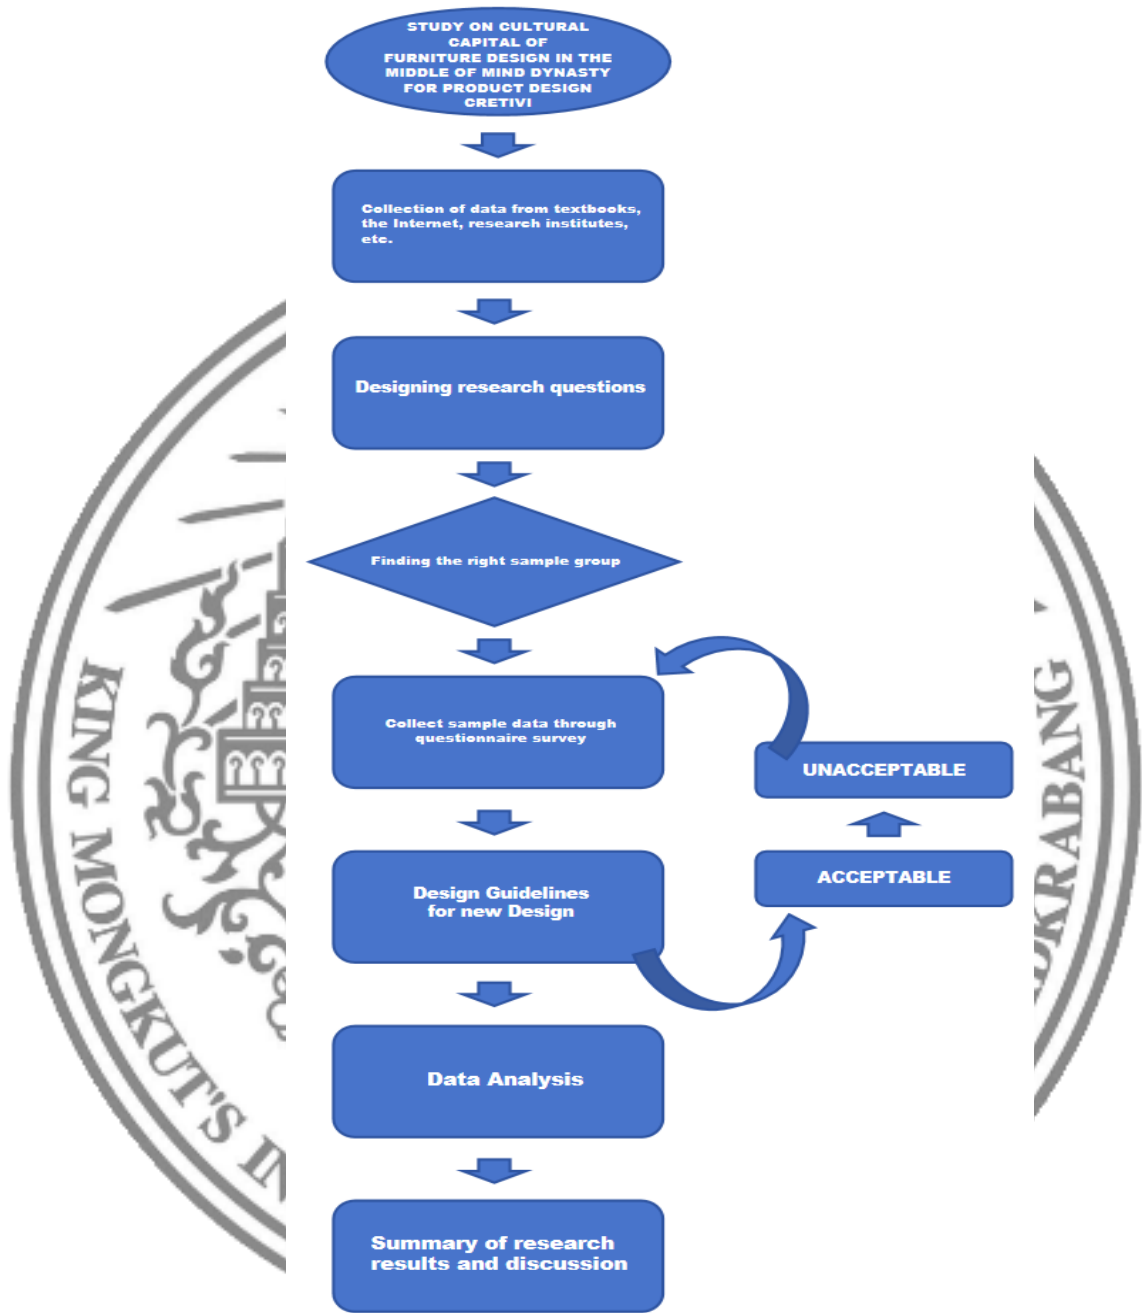 STUDY ON CULTURAL
CAPITAL OF
FURNITURE DESIGN IN THE
MIDDLE OF MIND DYNASTY
FOR PRODUCT DESIGN
CRETIVI
Collection of data from textbooks,
the Internet, research institutes,
etc.
Designing research questions
Finding the right sample group
Collect sample data through
questionnaire survey
UNACCEPTABLE
ACCEPTABLE
Design Guidelines
for new Design
Data Analysis
Summary of research
results and discussion
KING MONGKUT'S